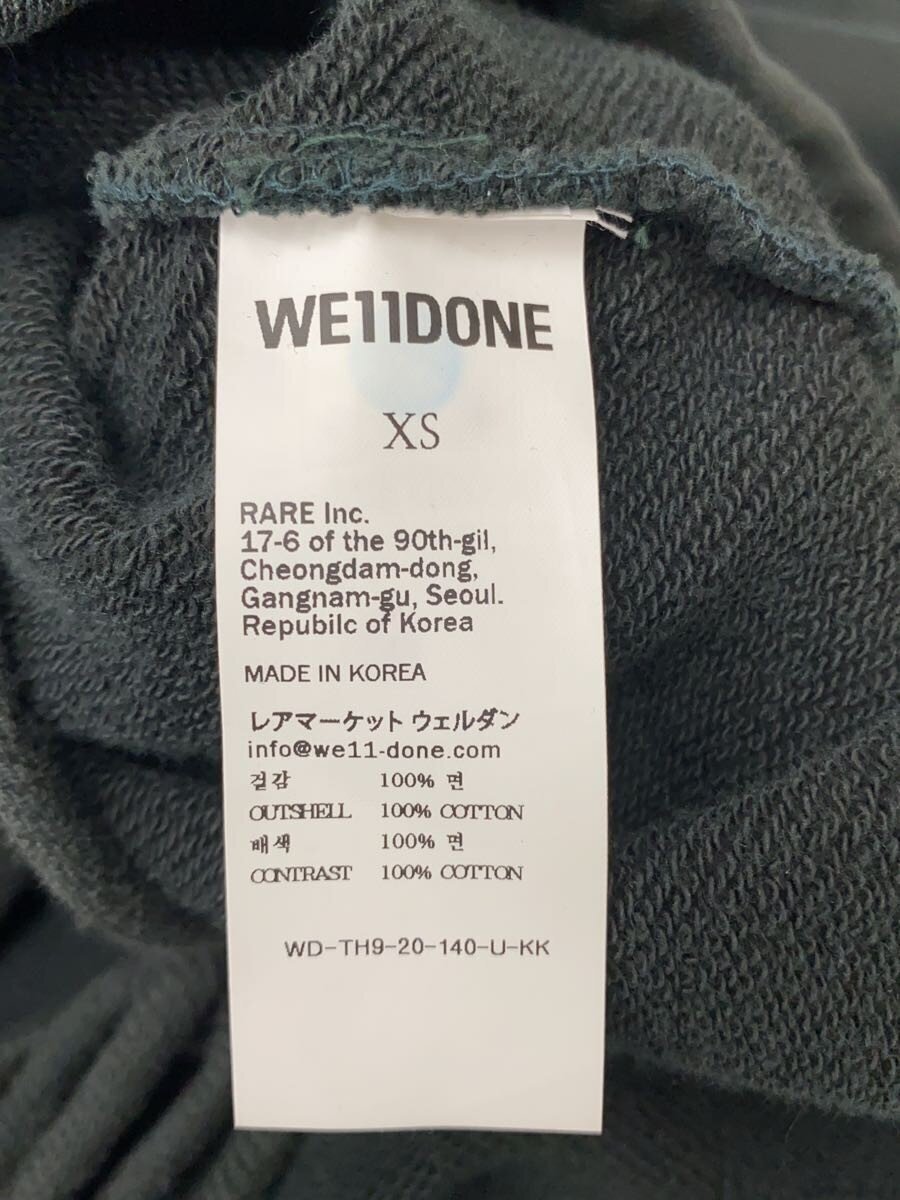 WE11DONE
XS
RARE Inc.
17-6 of the 90th-gil,
Cheongdam-dong,
Gangnam-gu, Seoul.
Repubilc of Korea
MADE IN KOREA
レアマーケット ウェルダン
info@we11-done.com
겉감 100% 면
OUTSHELL 100% COTTON
배색 100% 면
CONTRAST 100% COTTON
WD-TH9-20-140-U-KK